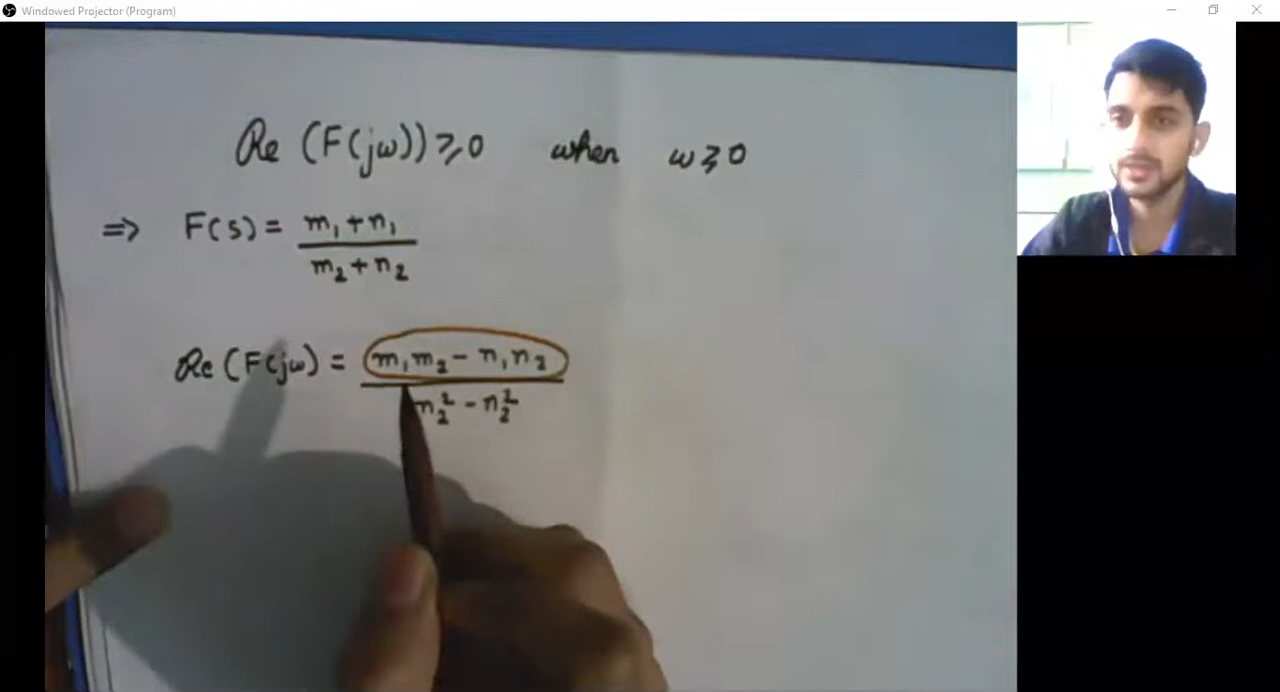 Windowed Projector (Program)
Re (F(jω)) ≥ 0 when ω ≥ 0
⇒ F(s) = m₁ + n₁ / m₂ + n₂
Re (F(jω) = m₁m₂ - n₁n₂ / m₂² - n₂²